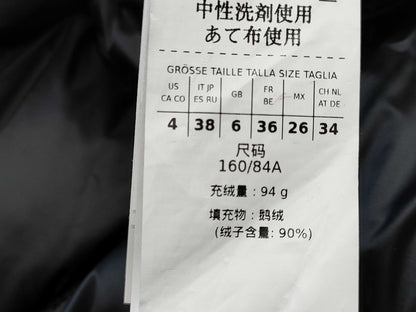 中性洗剤使用
あて布使用
GRÖSSE TAILLE TALLA SIZE TAGLIA
US CA CO IT JP ES RU GB FR BE MX CH NL AT DE
4 38 6 36 26 34
尺码
160/84A
充绒量：94 g
填充物：鹅绒
(绒子含量: 90%)